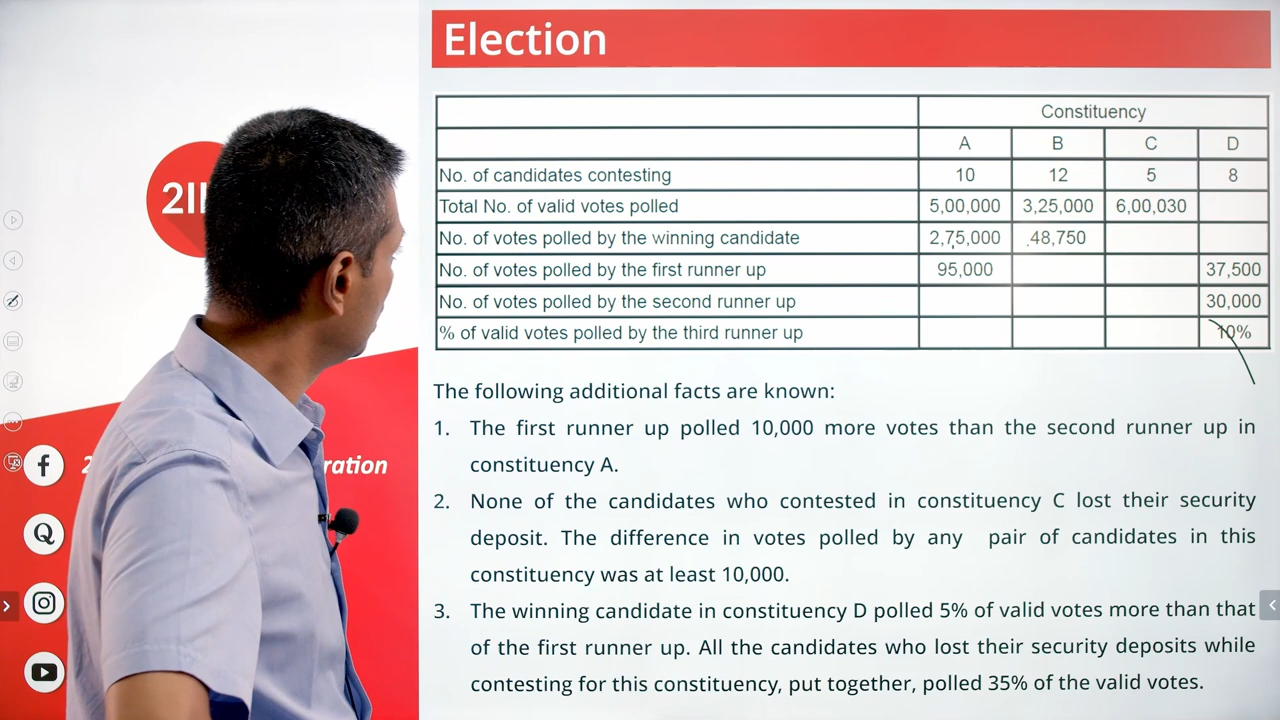 Election
Constituency
A B C D
No. of candidates contesting 10 12 5 8
Total No. of valid votes polled 5,00,000 3,25,000 6,00,030
No. of votes polled by the winning candidate 2,75,000 48,750
No. of votes polled by the first runner up 95,000 37,500
No. of votes polled by the second runner up 30,000
% of valid votes polled by the third runner up 10%
The following additional facts are known:
1. The first runner up polled 10,000 more votes than the second runner up in
constituency A.
2. None of the candidates who contested in constituency C lost their security
deposit. The difference in votes polled by any pair of candidates in this
constituency was at least 10,000.
3. The winning candidate in constituency D polled 5% of valid votes more than that
of the first runner up. All the candidates who lost their security deposits while
contesting for this constituency, put together, polled 35% of the valid votes.
2II
2
ration